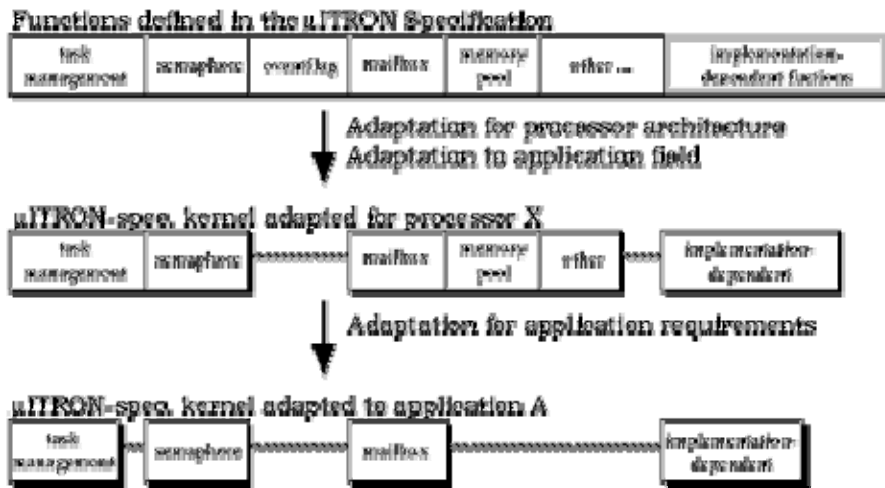 Functions defined in the µITRON Specification
task management
semaphore
eventflag
mailbox
memory pool
other ...
implementation-dependent functions
Adaptation for processor architecture
Adaptation to application field
µITRON-spec. kernel adapted for processor X
task management
semaphore
mailbox
memory pool
other
implementation-dependent
Adaptation for application requirements
µITRON-spec. kernel adapted to application A
task management
semaphore
mailbox
implementation-dependent